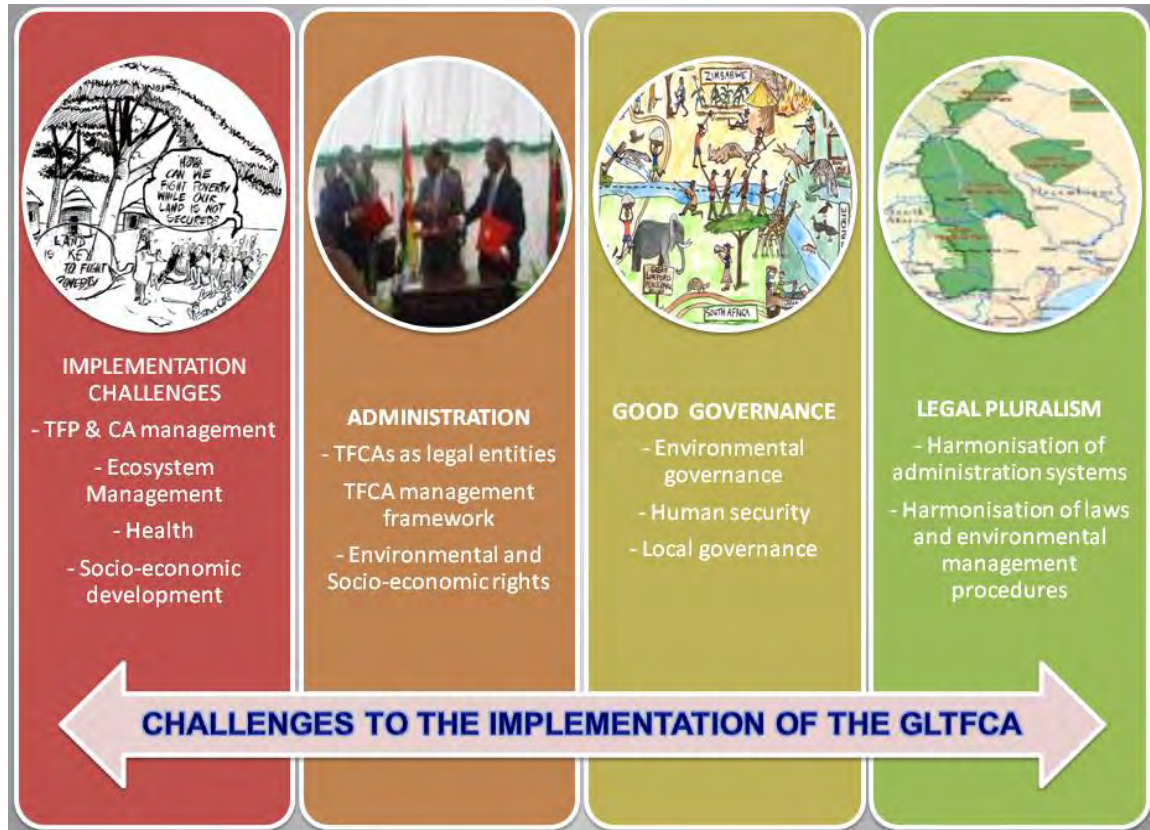 HOW
CAN WE
FIGHT POVERTY
WHILE OUR
LAND IS NOT
SECURED?
LAND
IS KEY
TO FIGHT
POVERTY
IMPLEMENTATION
CHALLENGES
- TFP & CA management
- Ecosystem
Management
- Health
- Socio-economic
development
ADMINISTRATION
- TFCAs as legal entities
TFCA management
framework
- Environmental and
Socio-economic rights
ZIMBABWE
GREAT
LIMPOPO
SOUTH AFRICA
GOOD GOVERNANCE
- Environmental
governance
- Human security
- Local governance
Mozambique
LEGAL PLURALISM
- Harmonisation of
administration systems
- Harmonisation of laws
and environmental
management
procedures
CHALLENGES TO THE IMPLEMENTATION OF THE GLTFCA